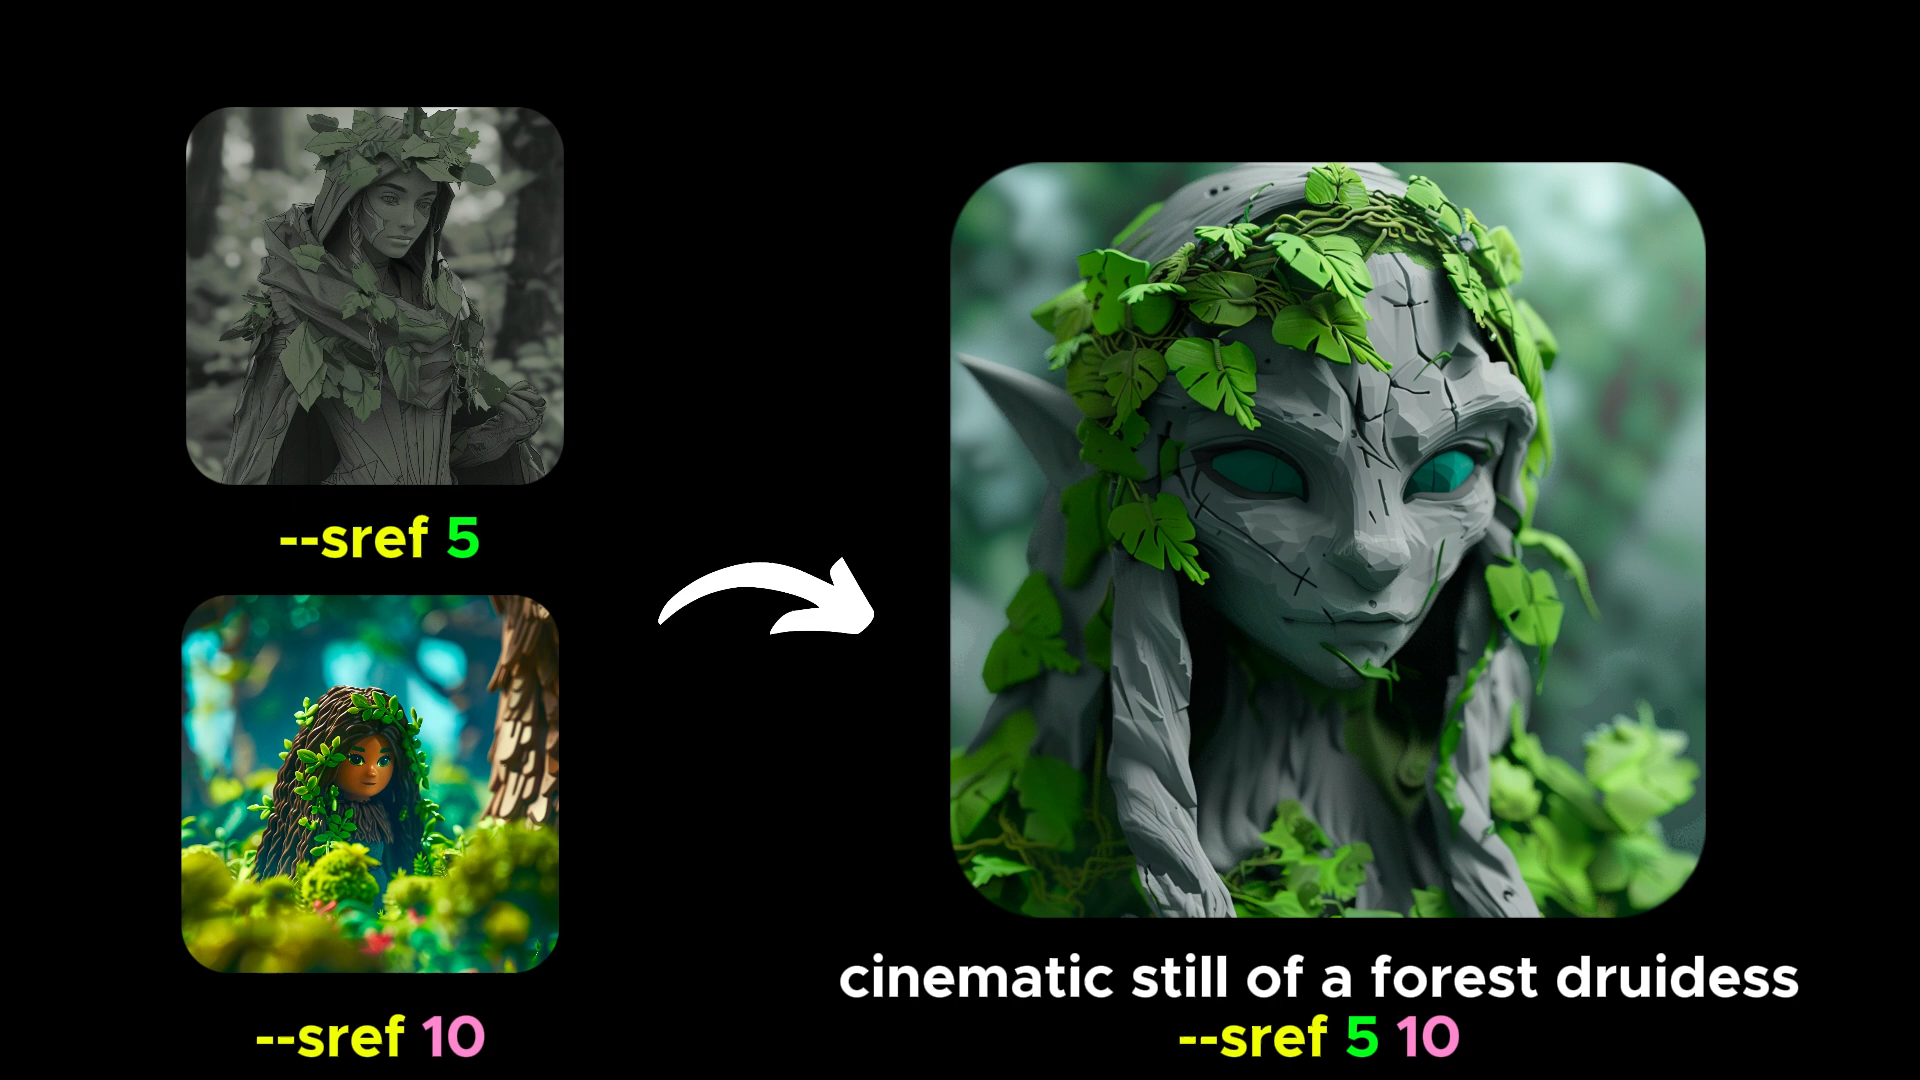 --sref 5
--sref 10
cinematic still of a forest druidess
--sref 5 10